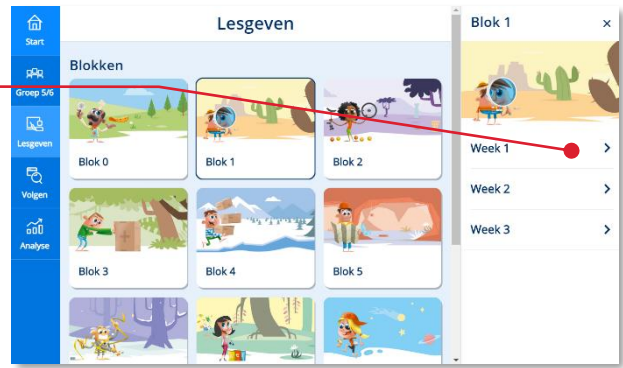 Start
Groep 5/6
Lesgeven
Volgen
Analyse
Lesgeven
Blokken
Blok 0
Blok 1
Blok 2
Blok 3
Blok 4
Blok 5
Blok 1
×
Week 1
Week 2
Week 3